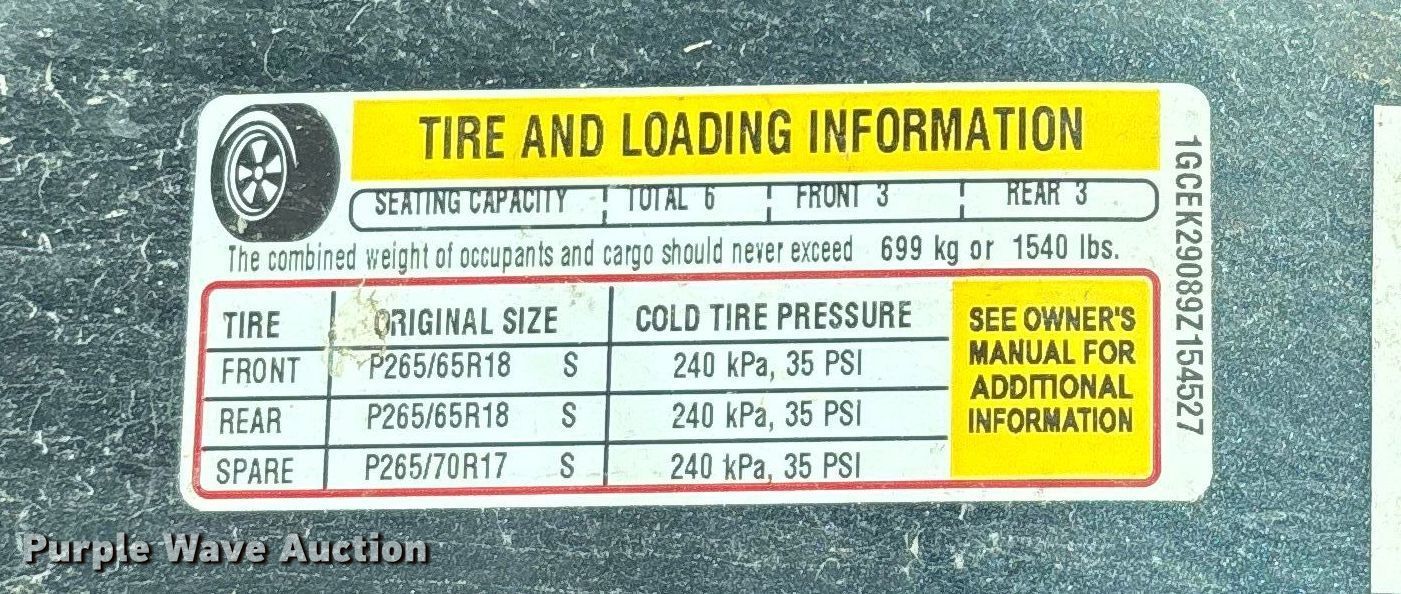 TIRE AND LOADING INFORMATION
SEATING CAPACITY TOTAL 6 FRONT 3 REAR 3
The combined weight of occupants and cargo should never exceed 699 kg or 1540 lbs.
TIRE ORIGINAL SIZE COLD TIRE PRESSURE
FRONT P265/65R18 S 240 kPa, 35 PSI
REAR P265/65R18 S 240 kPa, 35 PSI
SPARE P265/70R17 S 240 kPa, 35 PSI
SEE OWNER'S
MANUAL FOR
ADDITIONAL
INFORMATION
1GCEK29089Z154527
Purple Wave Auction